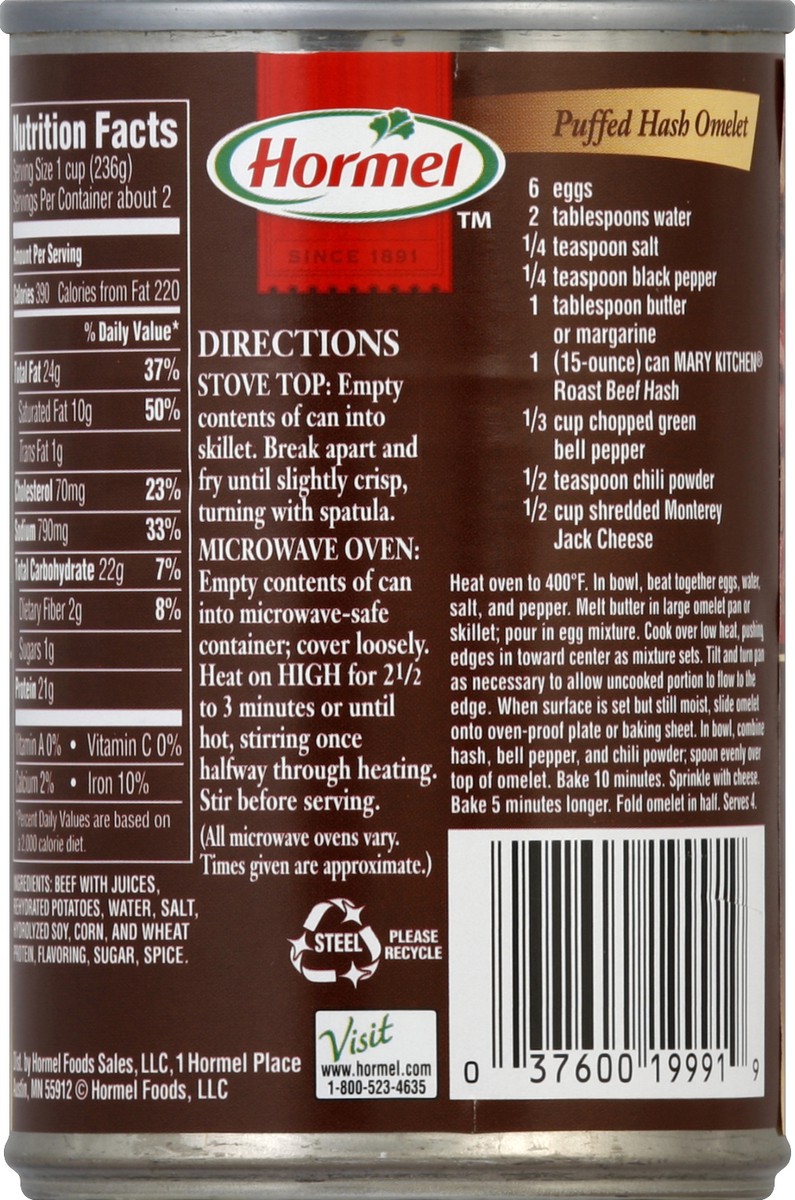 Nutrition Facts
Serving Size 1 cup (236g)
Servings Per Container about 2
Amount Per Serving
Calories 390 Calories from Fat 220
% Daily Value*
Total Fat 24g 37%
Saturated Fat 10g 50%
Trans Fat 1g
Cholesterol 70mg 23%
Sodium 790mg 33%
Total Carbohydrate 22g 7%
Dietary Fiber 2g 8%
Sugars 1g
Protein 21g
Vitamin A 0% • Vitamin C 0%
Calcium 2% • Iron 10%
*Percent Daily Values are based on
a 2,000 calorie diet.
INGREDIENTS: BEEF WITH JUICES,
REHYDRATED POTATOES, WATER, SALT,
HYDROLYZED SOY, CORN, AND WHEAT
PROTEIN, FLAVORING, SUGAR, SPICE.
Dist. by Hormel Foods Sales, LLC, 1 Hormel Place
Austin, MN 55912 © Hormel Foods, LLC
Hormel
TM
SINCE 1891
DIRECTIONS
STOVE TOP: Empty
contents of can into
skillet. Break apart and
fry until slightly crisp,
turning with spatula.
MICROWAVE OVEN:
Empty contents of can
into microwave-safe
container; cover loosely.
Heat on HIGH for 2 1/2
to 3 minutes or until
hot, stirring once
halfway through heating.
Stir before serving.
(All microwave ovens vary.
Times given are approximate.)
STEEL
PLEASE
RECYCLE
Visit
www.hormel.com
1-800-523-4635
Puffed Hash Omelet
6 eggs
2 tablespoons water
1/4 teaspoon salt
1/4 teaspoon black pepper
1 tablespoon butter
or margarine
1 (15-ounce) can MARY KITCHEN®
Roast Beef Hash
1/3 cup chopped green
bell pepper
1/2 teaspoon chili powder
1/2 cup shredded Monterey
Jack Cheese
Heat oven to 400°F. In bowl, beat together eggs, water,
salt, and pepper. Melt butter in large omelet pan or
skillet; pour in egg mixture. Cook over low heat, pushing
edges in toward center as mixture sets. Tilt and turn pan
as necessary to allow uncooked portion to flow to the
edge. When surface is set but still moist, slide omelet
onto oven-proof plate or baking sheet. In bowl, combine
hash, bell pepper, and chili powder; spoon evenly over
top of omelet. Bake 10 minutes. Sprinkle with cheese.
Bake 5 minutes longer. Fold omelet in half. Serves 4.
0 37600 19991 9